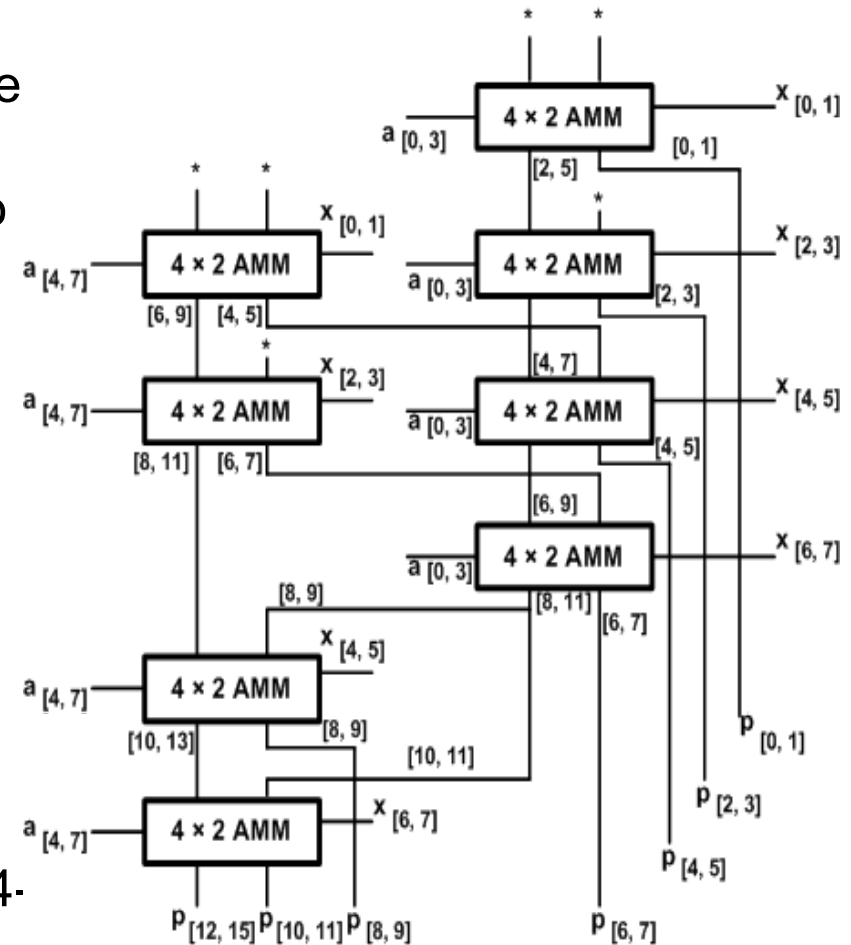 * *
e
x [0, 1]
4 × 2 AMM
a [0, 3]
[0, 1]
[2, 5]
* *
*
x [0, 1]
x [2, 3]
4 × 2 AMM
4 × 2 AMM
a [4, 7]
a [0, 3]
[2, 3]
[6, 9] [4, 5]
*
[4, 7]
x [2, 3]
x [4, 5]
4 × 2 AMM
4 × 2 AMM
a [4, 7]
a [0, 3]
[4, 5]
[8, 11] [6, 7]
[6, 9]
x [6, 7]
4 × 2 AMM
a [0, 3]
[8, 9]
[8, 11]
[6, 7]
x [4, 5]
4 × 2 AMM
a [4, 7]
[10, 13]
[8, 9]
p [0, 1]
[10, 11]
p [2, 3]
x [6, 7]
4 × 2 AMM
a [4, 7]
p [4, 5]
4-
p [12, 15] p [10, 11] p [8, 9]
p [6, 7]